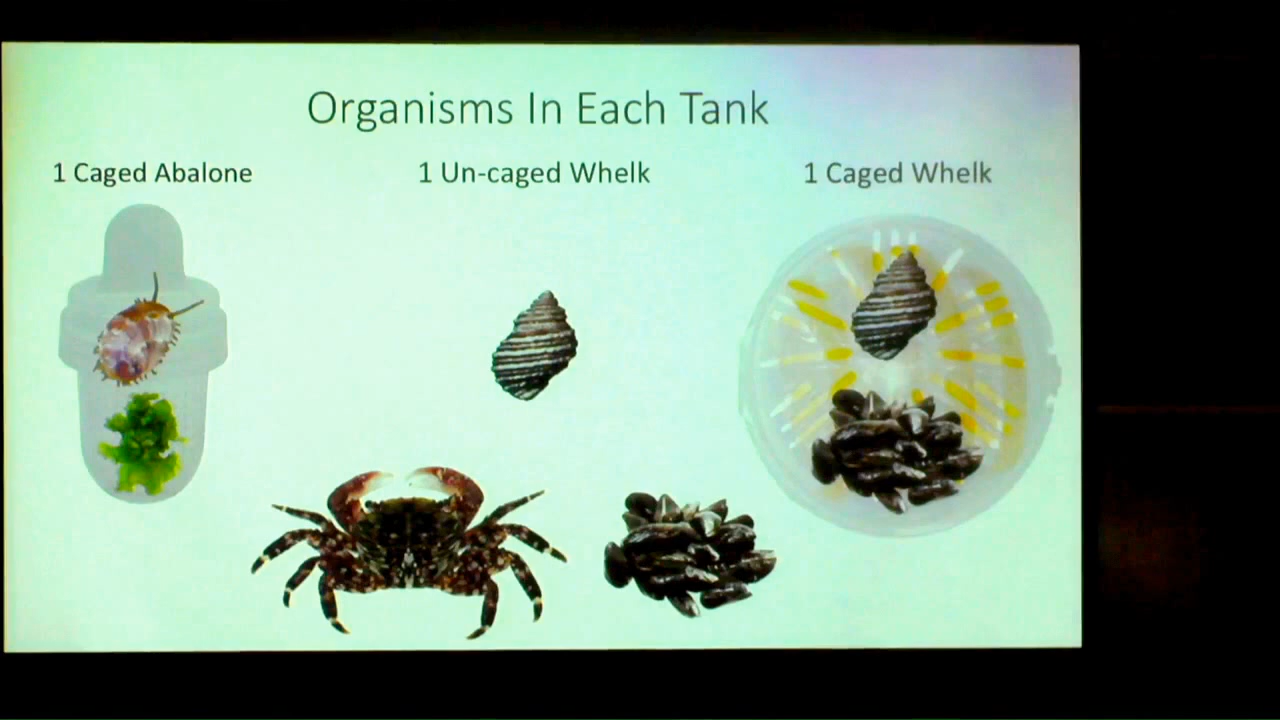 Organisms In Each Tank
1 Caged Abalone
1 Un-caged Whelk
1 Caged Whelk